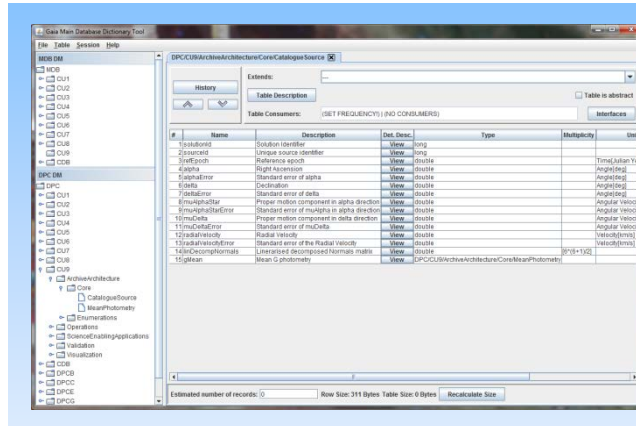 Gaia Main Database Dictionary Tool
File Table Session Help
MDB DM
MDB
CU1
CU2
CU3
CU4
CU5
CU6
CU7
CU8
CU9
CDB
DPC DM
DPC
CU1
CU2
CU3
CU4
CU5
CU6
CU7
CU8
CU9
ArchiveArchitecture
Core
CatalogueSource
MeanPhotometry
Enumerations
Operations
ScienceEnablingApplications
Validation
Visualization
CDB
DPCB
DPCC
DPCE
DPCG
DPC/CU9/ArchiveArchitecture/Core/CatalogueSource
History
Extends: ...
Table Description
Table is abstract
Table Consumers: (SET FREQUENCY!) | (NO CONSUMERS)
Interfaces
# Name Description Det. Desc. Type Multiplicity Uni
1 solutionId Solution Identifier View long
2 sourceId Unique source identifier View long
3 refEpoch Reference epoch View double Time[Julian Ye
4 alpha Right Ascension View double Angle[deg]
5 alphaError Standard error of alpha View double Angle[deg]
6 delta Declination View double Angle[deg]
7 deltaError Standard error of delta View double Angle[deg]
8 muAlphaStar Proper motion component in alpha direction View double Angular Veloc
9 muAlphaStarError Standard error of muAlpha in alpha direction View double Angular Veloc
10 muDelta Proper motion component in delta direction View double Angular Veloc
11 muDeltaError Standard error of muDelta View double Angular Veloc
12 radialVelocity Radial Velocity View double Velocity[km/s]
13 radialVelocityError Standard error of the Radial Velocity View double Velocity[km/s]
14 linDecompNormals Linerarised decomposed Normals matrix View double [6*(6+1)/2]
15 gMean Mean G photometry View DPC/CU9/ArchiveArchitecture/Core/MeanPhotometry
Estimated number of records: 0 Row Size: 311 Bytes Table Size: 0 Bytes Recalculate Size